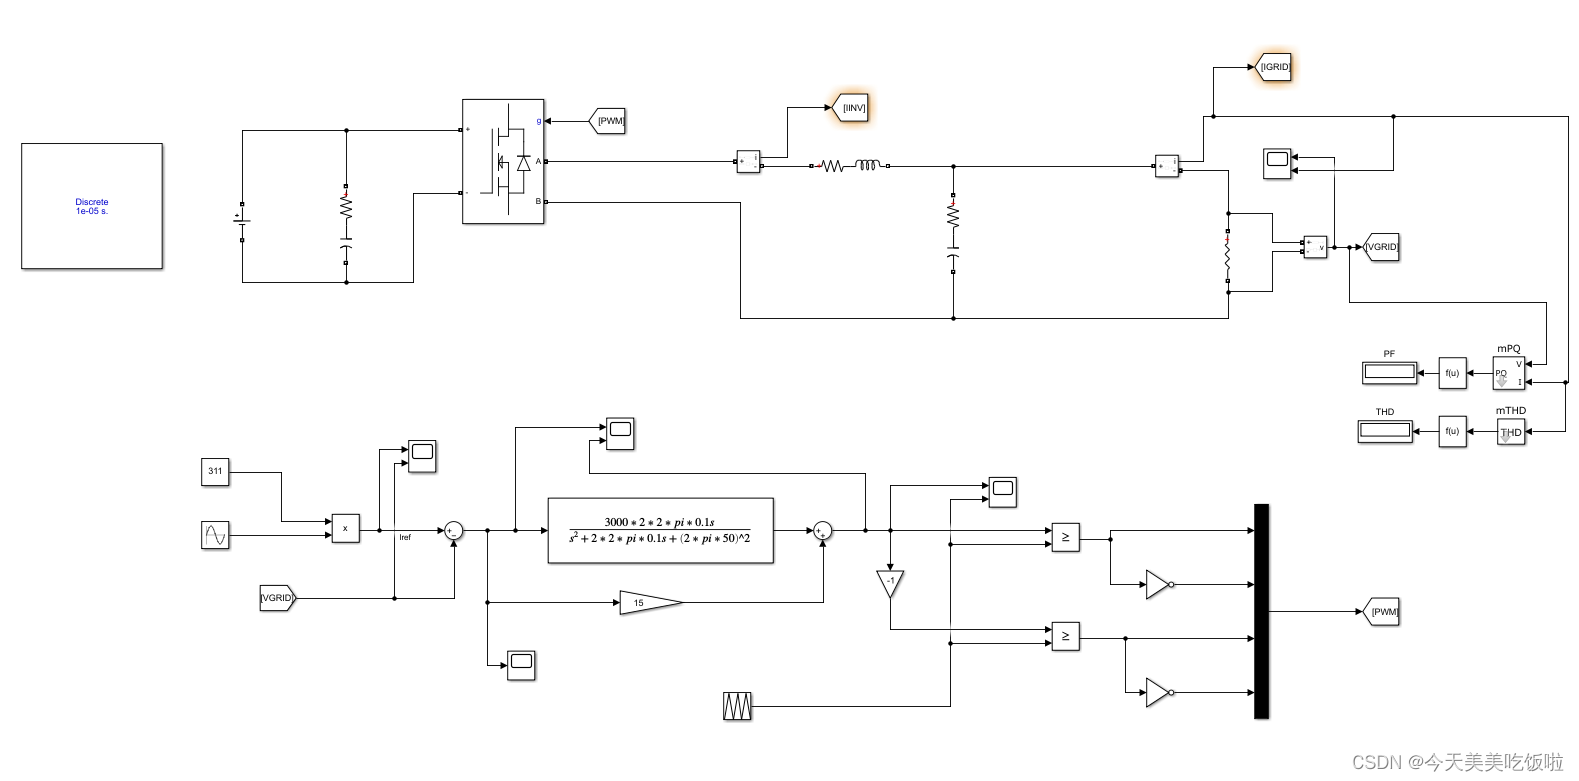 [IGRID]
[IINV]
[PWM]
g
+
A
i
+
-
i
+
-
Discrete
1e-05 s.
-
B
+
+
-
v
[VGRID]
PF
mPQ
V
PQ
I
f(u)
THD
mTHD
THD
f(u)
311
x
Iref
3000∗2∗2∗pi∗0.1s
s²+2∗2∗pi∗0.1s+(2∗pi∗50)^2
≥
-1
[VGRID]
15
≥
[PWM]
CSDN @今天美美吃饭啦